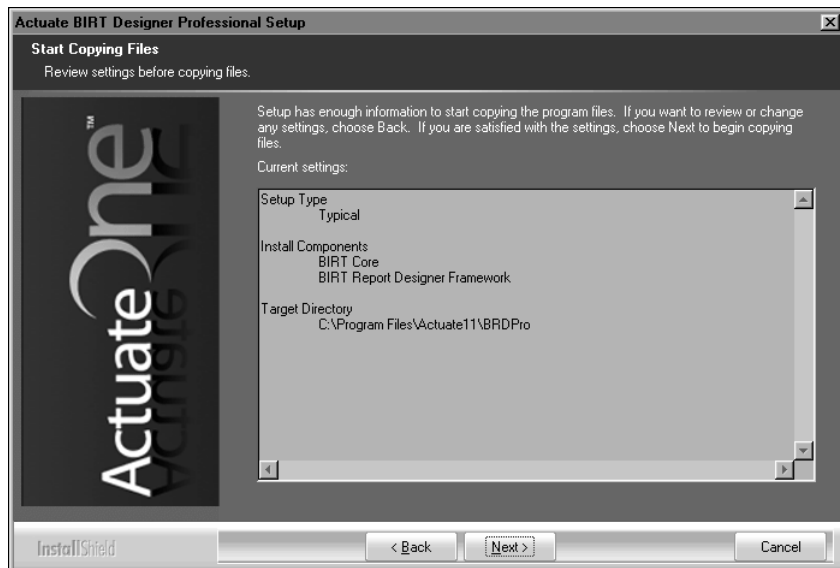 Actuate BIRT Designer Professional Setup
Start Copying Files
Review settings before copying files.
Setup has enough information to start copying the program files.  If you want to review or change
any settings, choose Back.  If you are satisfied with the settings, choose Next to begin copying
files.
Current settings:
Setup Type
Typical
Install Components
BIRT Core
BIRT Report Designer Framework
Target Directory
C:\Program Files\Actuate11\BRDPro
ActuateOne™
InstallShield
< Back
Next >
Cancel